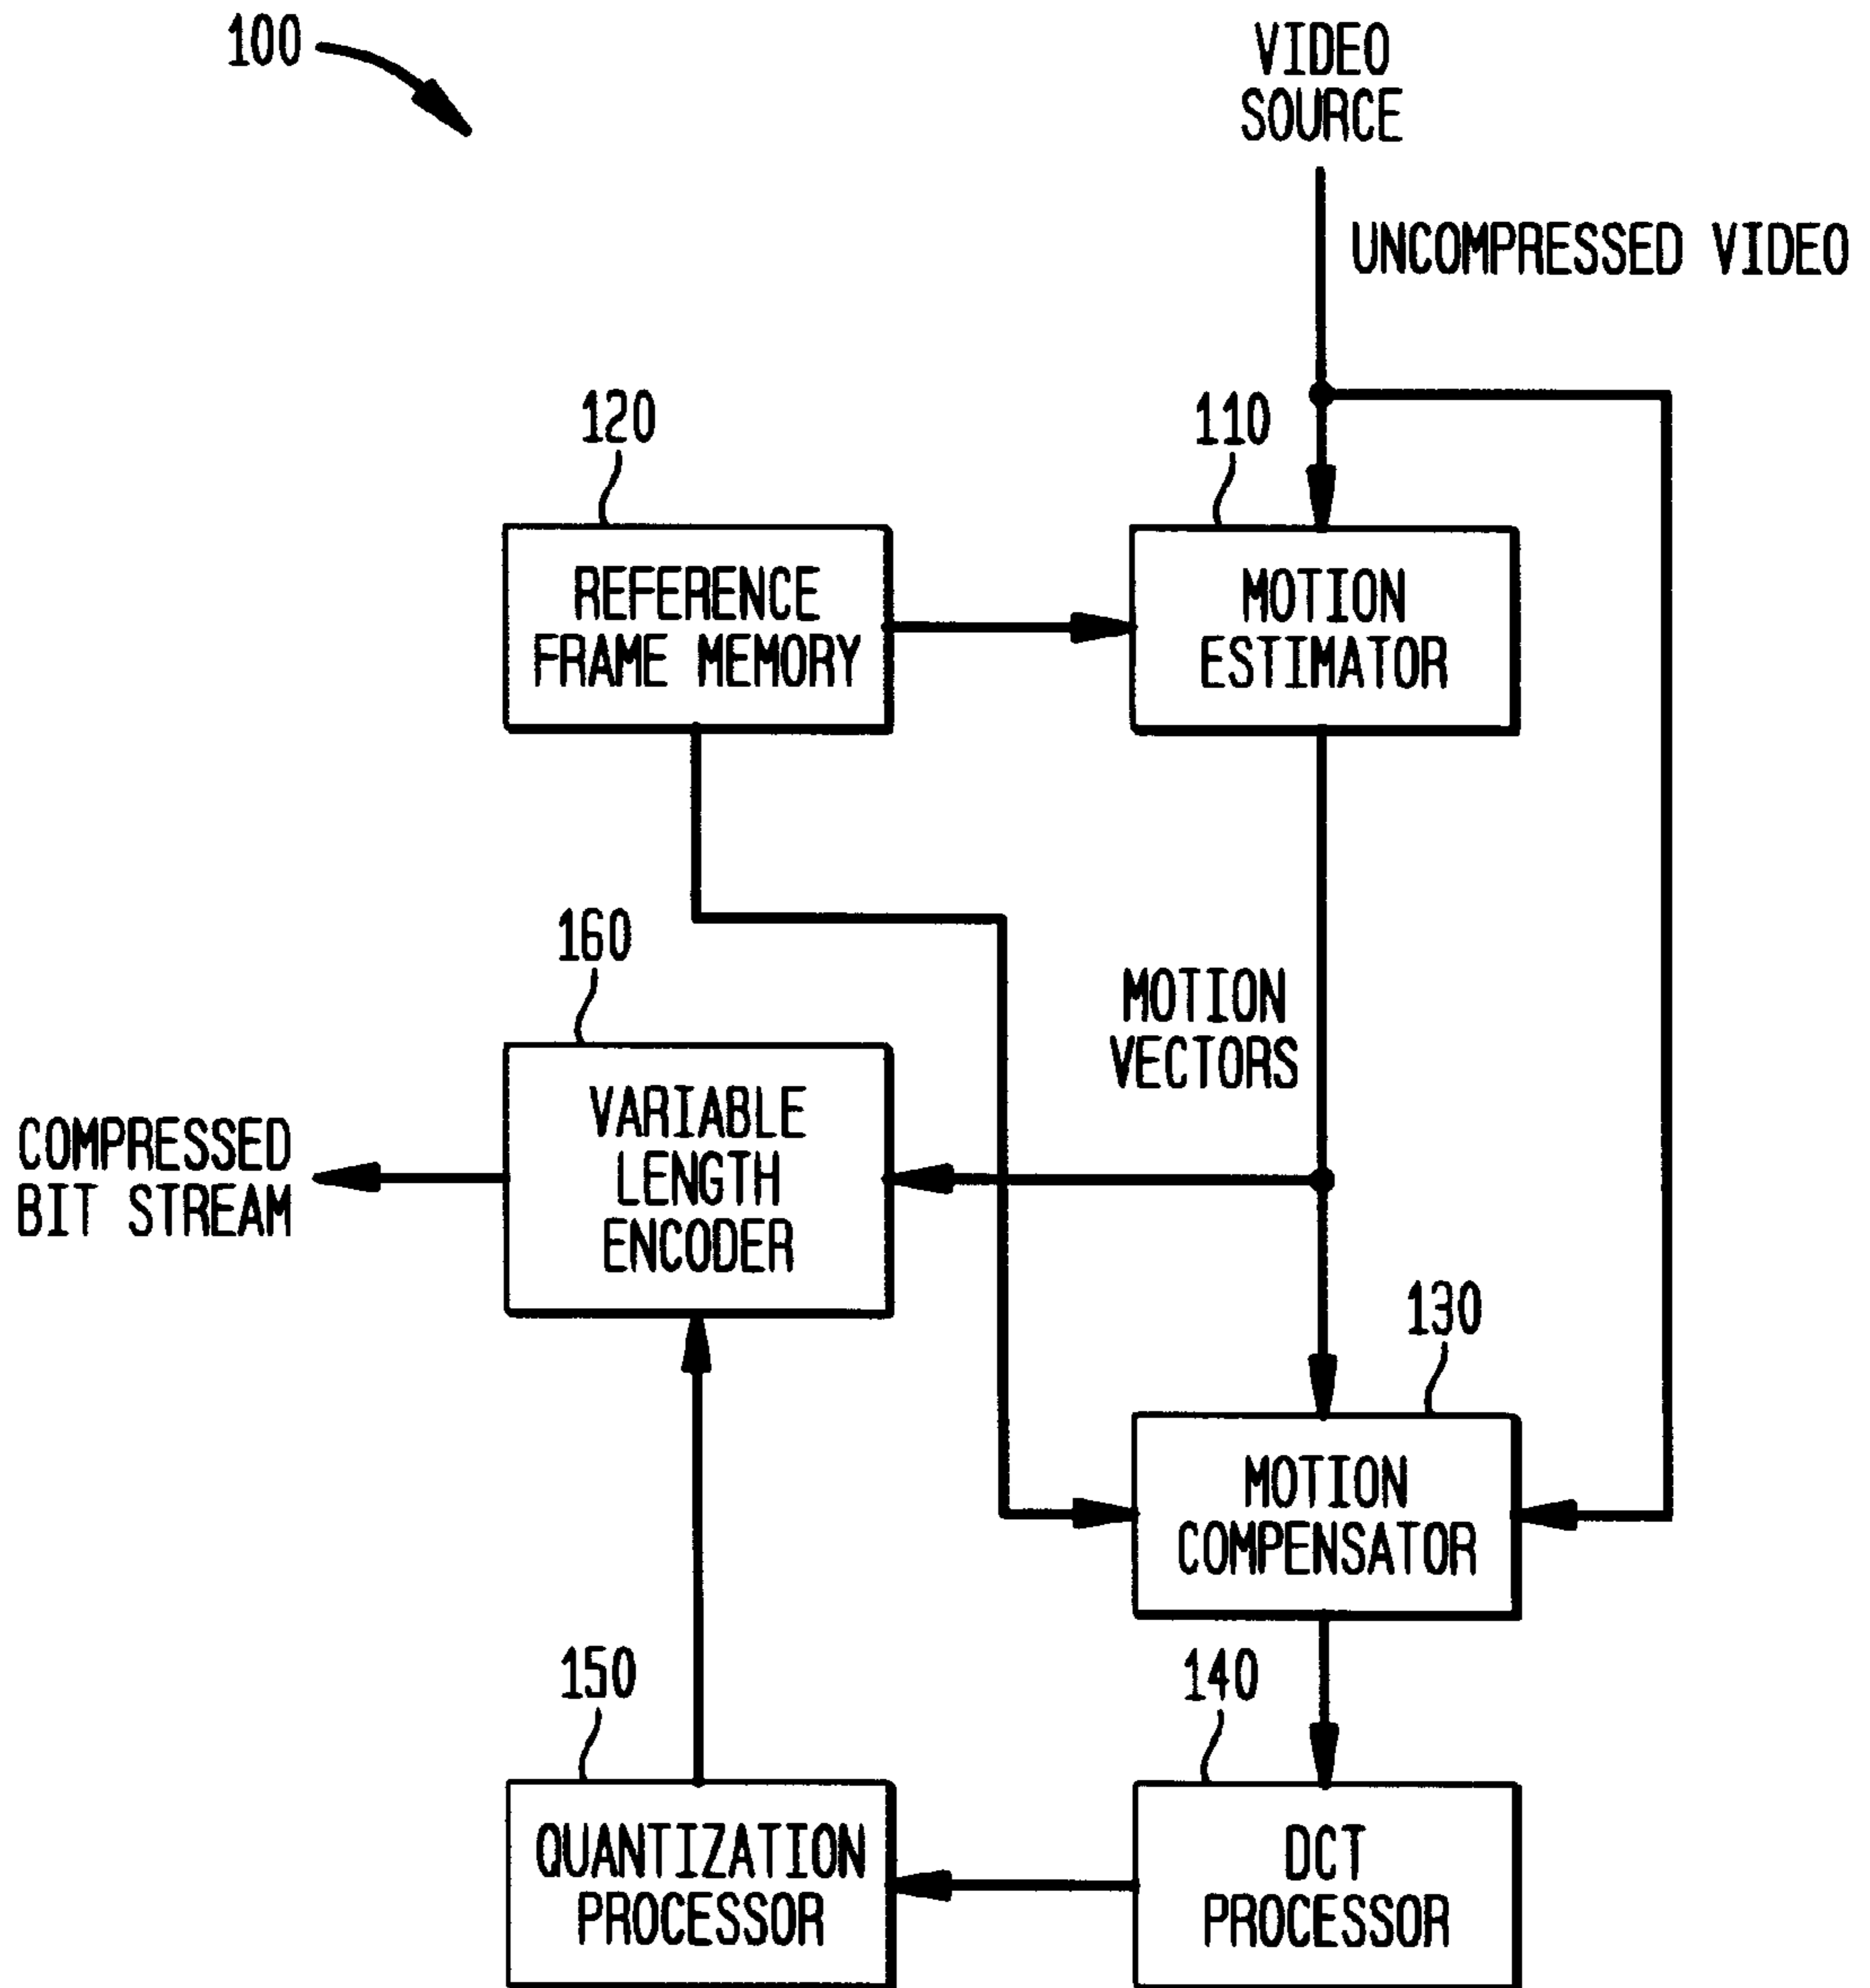 100
VIDEO
SOURCE
UNCOMPRESSED VIDEO
120
110
REFERENCE
FRAME MEMORY
MOTION
ESTIMATOR
160
MOTION
VECTORS
VARIABLE
LENGTH
ENCODER
COMPRESSED
BIT STREAM
130
MOTION
COMPENSATOR
150
140
QUANTIZATION
PROCESSOR
DCT
PROCESSOR